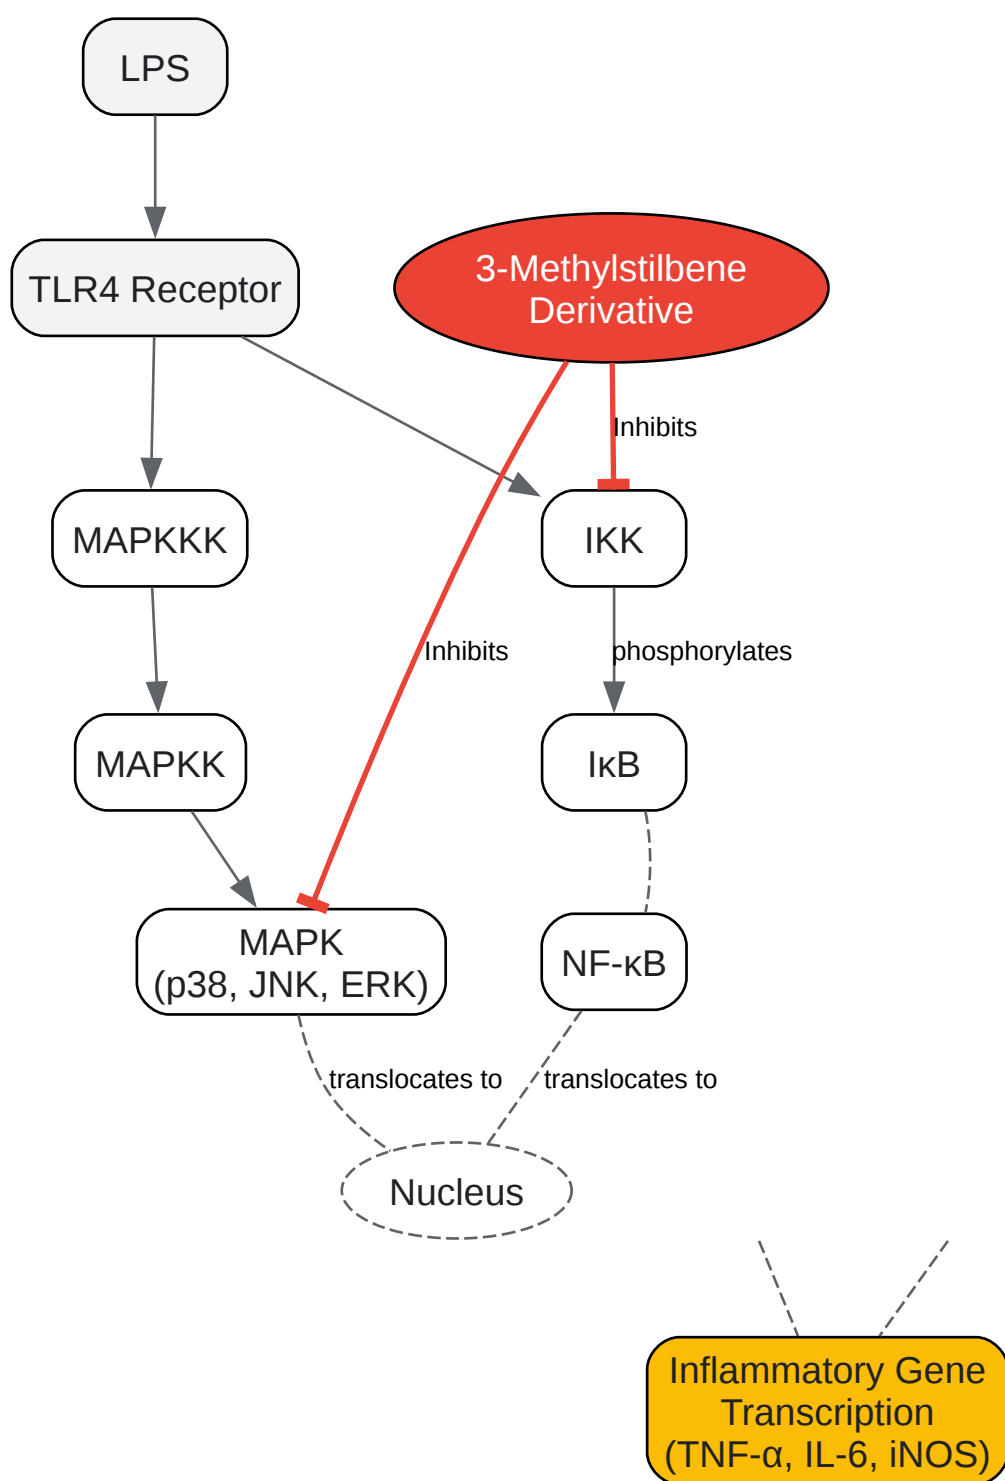 LPS
TLR4 Receptor
3-Methylstilbene
Derivative
Inhibits
MAPKKK
IKK
Inhibits
phosphorylates
MAPKK
IκB
MAPK
(p38, JNK, ERK)
NF-κB
translocates to
translocates to
Nucleus
Inflammatory Gene
Transcription
(TNF-α, IL-6, iNOS)